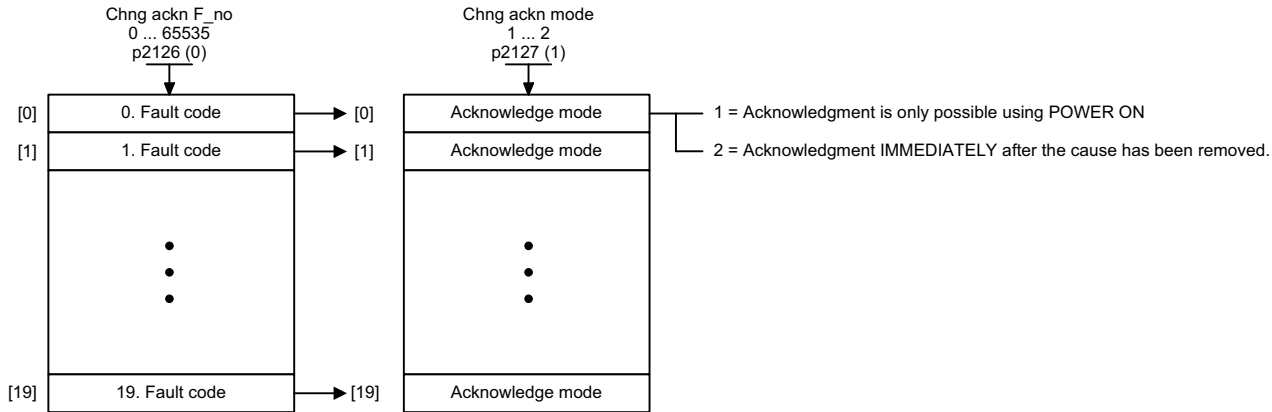 Chng ackn F_no
0 ... 65535
p2126 (0)
Chng ackn mode
1 ... 2
p2127 (1)
[0] 0. Fault code [0] Acknowledge mode 1 = Acknowledgment is only possible using POWER ON
[1] 1. Fault code [1] Acknowledge mode 2 = Acknowledgment IMMEDIATELY after the cause has been removed.
[19] 19. Fault code [19] Acknowledge mode